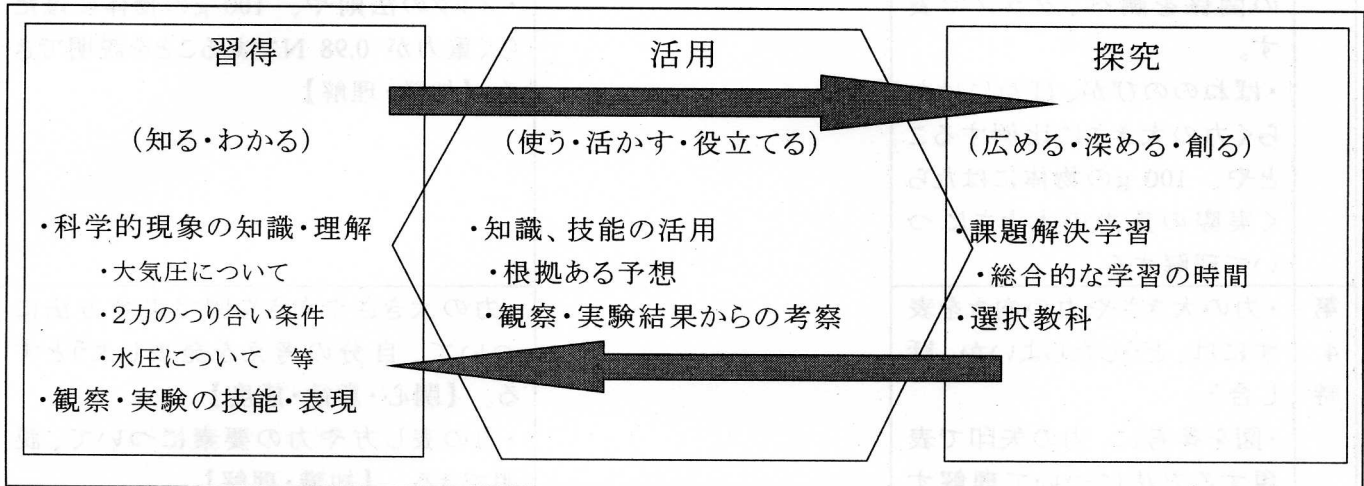 習得
(知る・わかる)
・科学的現象の知識・理解
・大気圧について
・2力のつり合い条件
・水圧について 等
・観察・実験の技能・表現
活用
(使う・活かす・役立てる)
・知識、技能の活用
・根拠ある予想
・観察・実験結果からの考察
探究
(広める・深める・創る)
・課題解決学習
・総合的な学習の時間
・選択教科